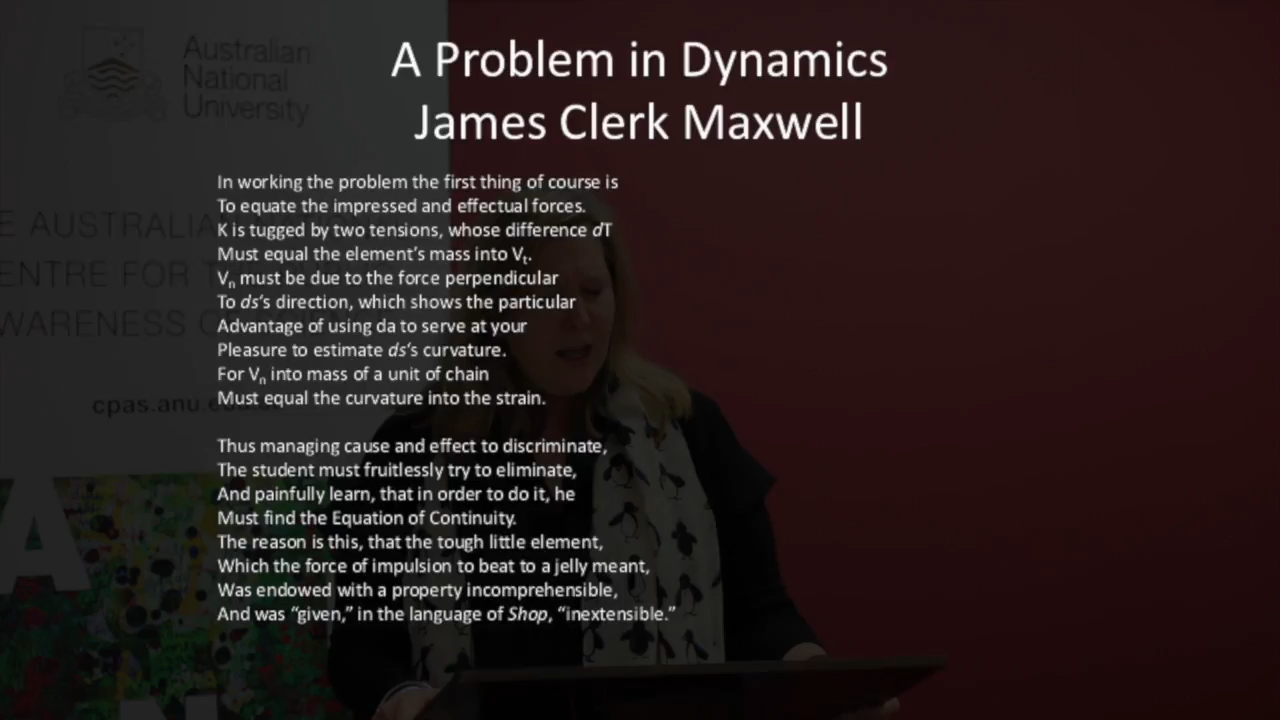 A Problem in Dynamics
James Clerk Maxwell
In working the problem the first thing of course is
To equate the impressed and effectual forces.
K is tugged by two tensions, whose difference dT
Must equal the element's mass into Vₜ.
Vₙ must be due to the force perpendicular
To ds's direction, which shows the particular
Advantage of using da to serve at your
Pleasure to estimate ds's curvature.
For Vₙ into mass of a unit of chain
Must equal the curvature into the strain.
Thus managing cause and effect to discriminate,
The student must fruitlessly try to eliminate,
And painfully learn, that in order to do it, he
Must find the Equation of Continuity.
The reason is this, that the tough little element,
Which the force of impulsion to beat to a jelly meant,
Was endowed with a property incomprehensible,
And was “given,” in the language of Shop, “inextensible.”
Australian
National
University
E AUSTRALIA
ENTRE FOR
WARENESS
cpas.anu.
A